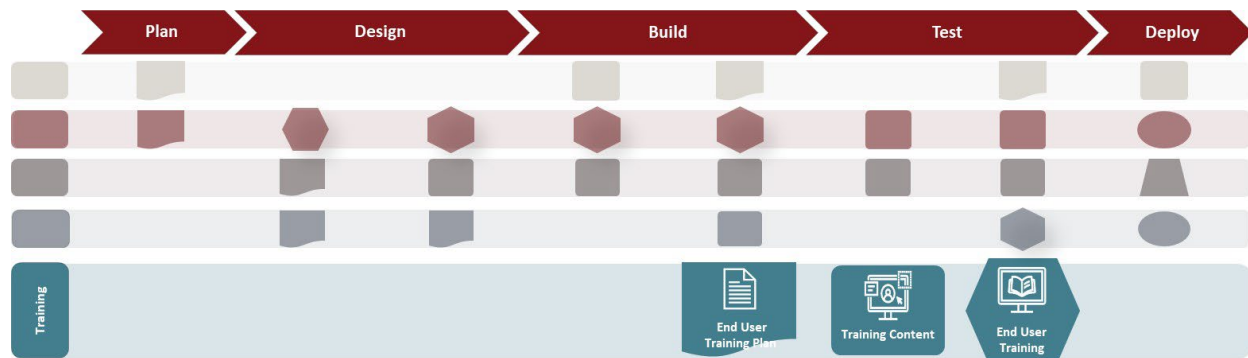 Plan
Design
Build
Test
Deploy
Training
End User
Training Plan
Training Content
End User
Training